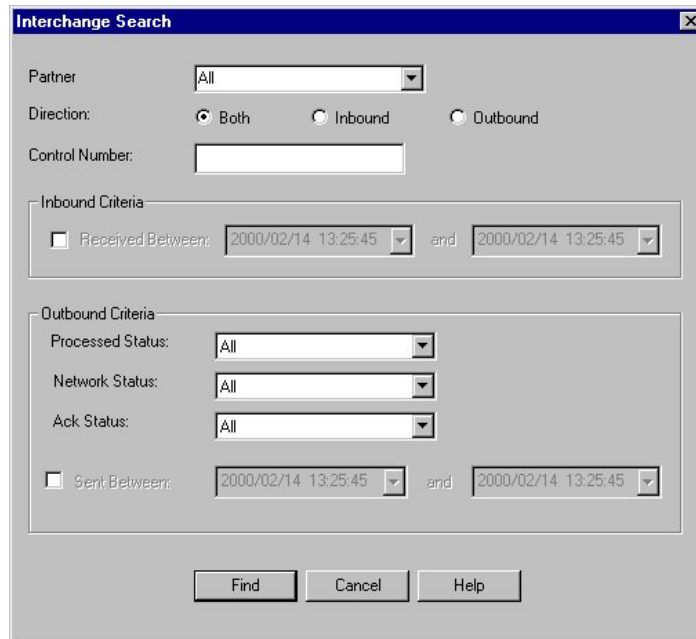 Interchange Search
Partner All
Direction: Both Inbound Outbound
Control Number:
Inbound Criteria
Received Between: 2000/02/14 13:25:45 and 2000/02/14 13:25:45
Outbound Criteria
Processed Status: All
Network Status: All
Ack Status: All
Sent Between: 2000/02/14 13:25:45 and 2000/02/14 13:25:45
Find Cancel Help